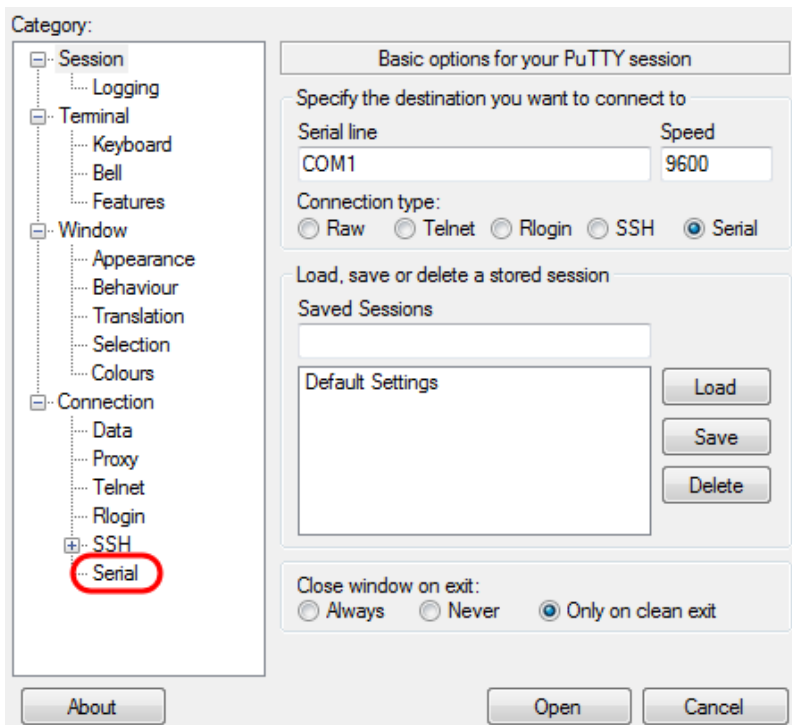 Category:
Session
Logging
Terminal
Keyboard
Bell
Features
Window
Appearance
Behaviour
Translation
Selection
Colours
Connection
Data
Proxy
Telnet
Rlogin
SSH
Serial
Basic options for your PuTTY session
Specify the destination you want to connect to
Serial line Speed
COM1 9600
Connection type:
Raw Telnet Rlogin SSH Serial
Load, save or delete a stored session
Saved Sessions
Default Settings
Load
Save
Delete
Close window on exit:
Always Never Only on clean exit
About Open Cancel